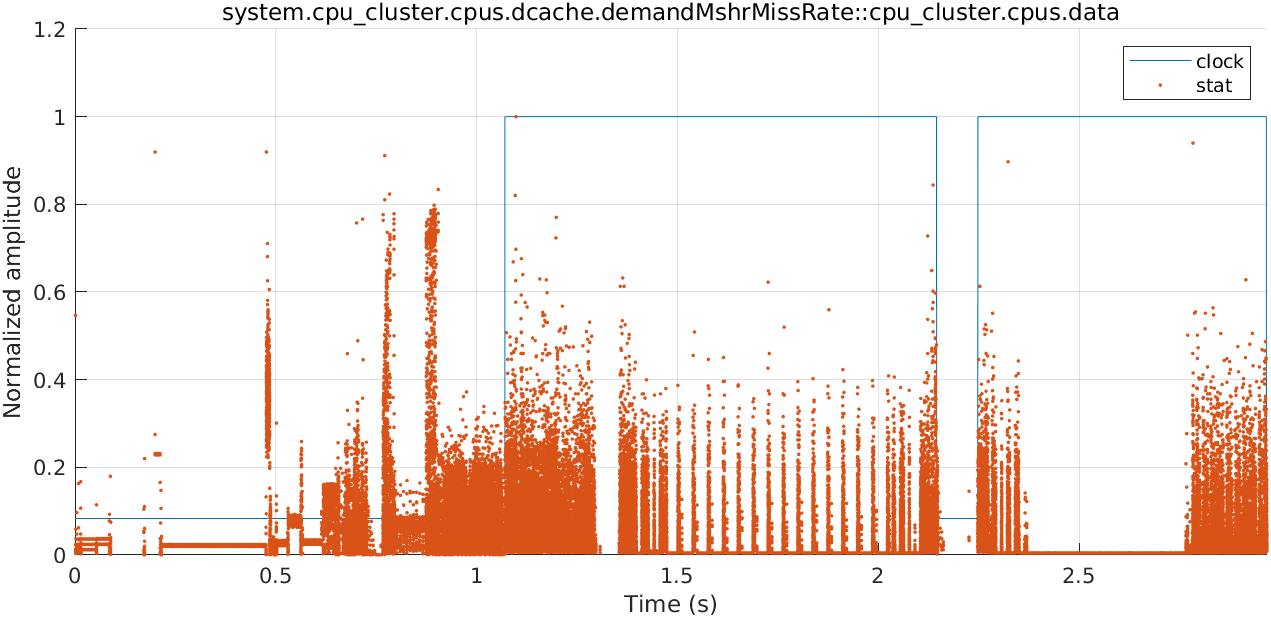 system.cpu_cluster.cpus.dcache.demandMshrMissRate::cpu_cluster.cpus.data
1.2
1
0.8
0.6
0.4
0.2
0
Normalized amplitude
clock
stat
0
0.5
1
1.5
2
2.5
Time (s)